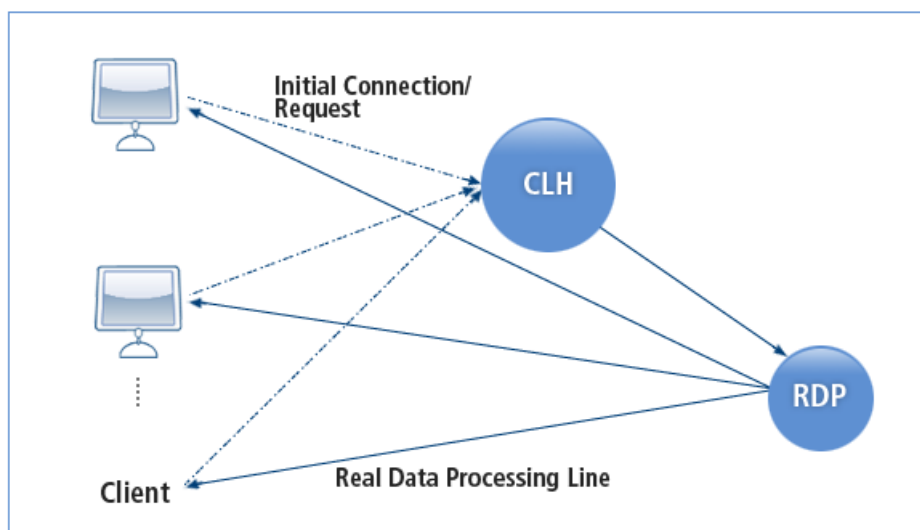 Initial Connection/
Request
CLH
RDP
Real Data Processing Line
Client